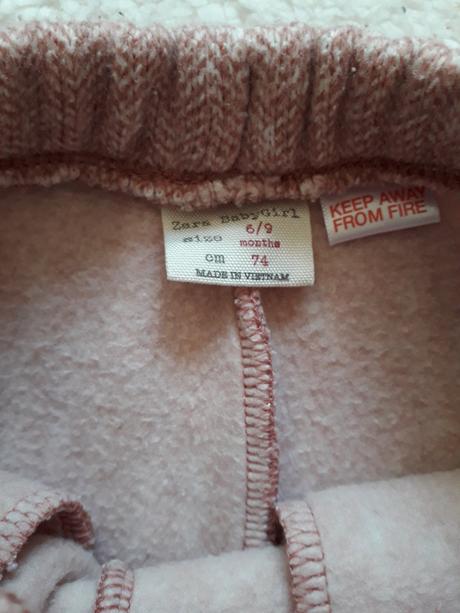 Zara BabyGirl
size 6/9 months
cm 74
MADE IN VIETNAM
KEEP AWAY
FROM FIRE